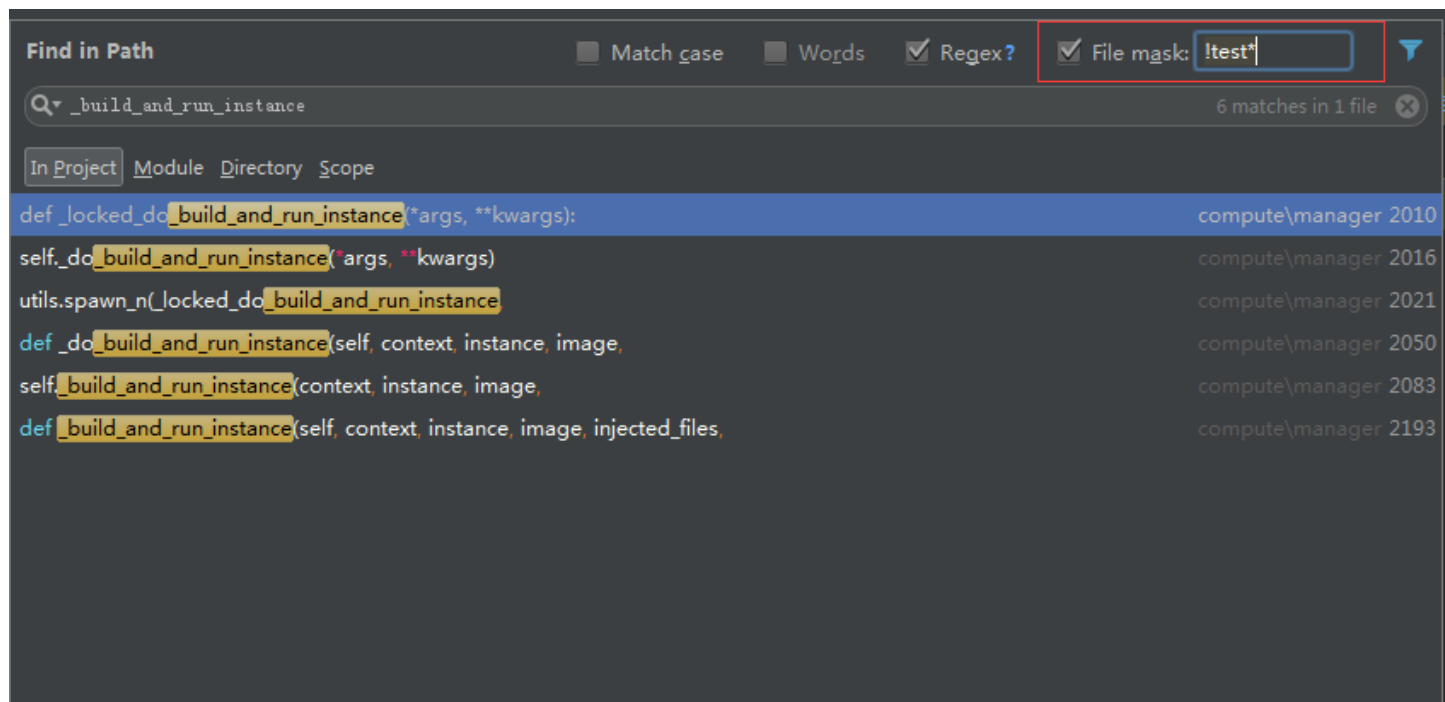 Find in Path Match case Words Regex? File mask: !test*
_build_and_run_instance 6 matches in 1 file
In Project Module Directory Scope
def _locked_do_build_and_run_instance(*args, **kwargs): compute\manager 2010
self._do_build_and_run_instance(*args, **kwargs) compute\manager 2016
utils.spawn_n(_locked_do_build_and_run_instance, compute\manager 2021
def _do_build_and_run_instance(self, context, instance, image, compute\manager 2050
self._build_and_run_instance(context, instance, image, compute\manager 2083
def _build_and_run_instance(self, context, instance, image, injected_files, compute\manager 2193